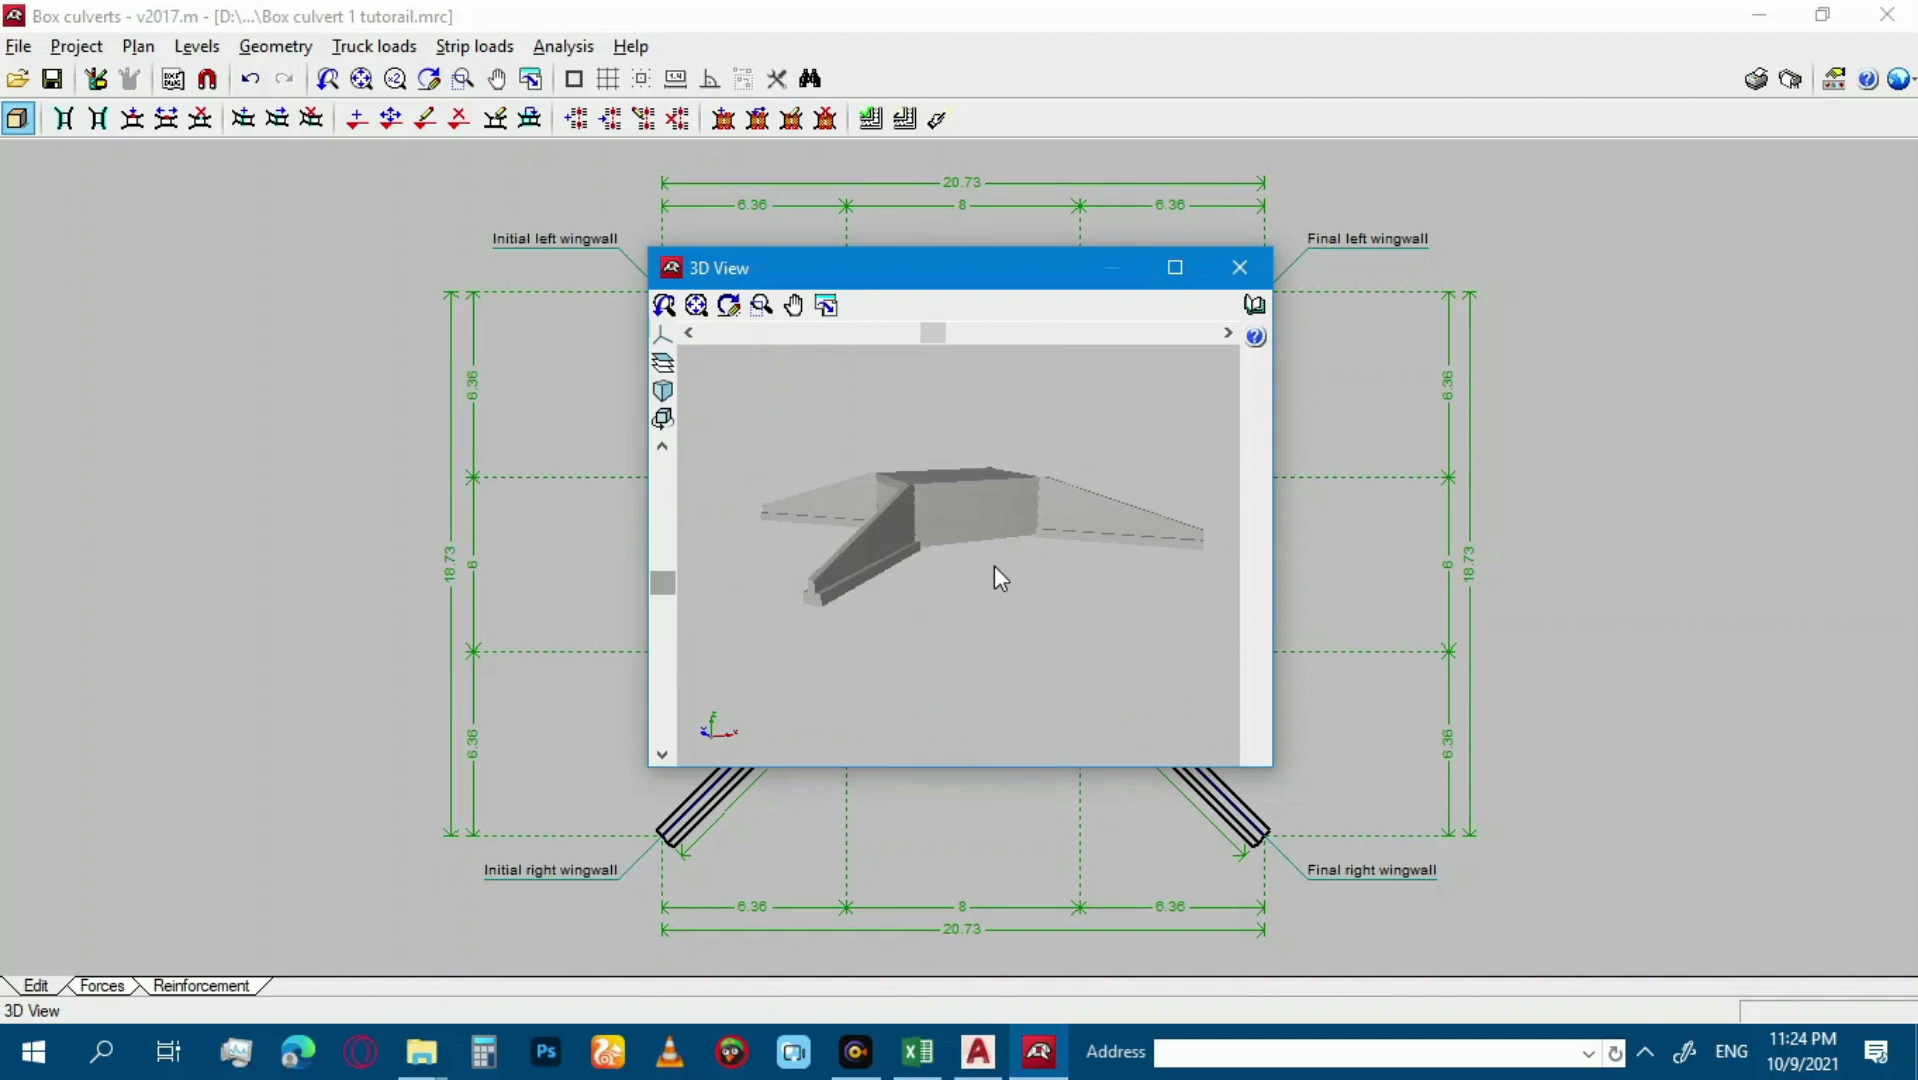 Box culverts - v2017.m - [D:\...\Box culvert 1 tutorail.mrc]
File Project Plan Levels Geometry Truck loads Strip loads Analysis Help
20.73
6.36 8 6.36
Initial left wingwall
Final left wingwall
3D View
6.36
6
18.73
6.36
6.36
6
18.73
6.36
Initial right wingwall
Final right wingwall
6.36 8 6.36
20.73
Edit Forces Reinforcement
3D View
Ps
Address
ENG
11:24 PM
10/9/2021